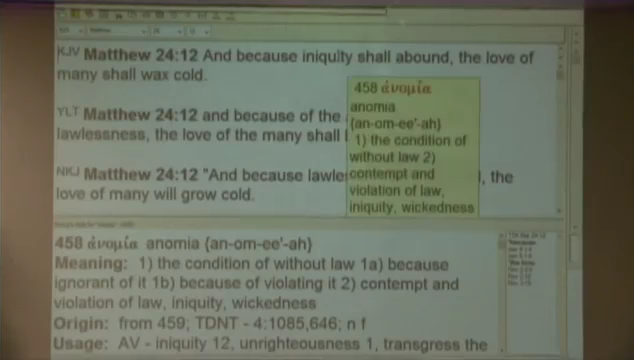 KJV Matthew 24:12 And because iniquity shall abound, the love of
many shall wax cold.
YLT Matthew 24:12 and because of the
lawlessness, the love of the many shall
NKJ Matthew 24:12 "And because lawle
, the
love of many will grow cold.
458 ἀνομία
anomia
(an-om-ee'-ah)
1) the condition of
without law 2)
contempt and
violation of law,
iniquity, wickedness
458 ἀνομία anomia (an-om-ee'-ah)
Meaning: 1) the condition of without law 1a) because
ignorant of it 1b) because of violating it 2) contempt and
violation of law, iniquity, wickedness
Origin: from 459; TDNT - 4:1085,646; n f
Usage: AV - iniquity 12, unrighteousness 1, transgress the